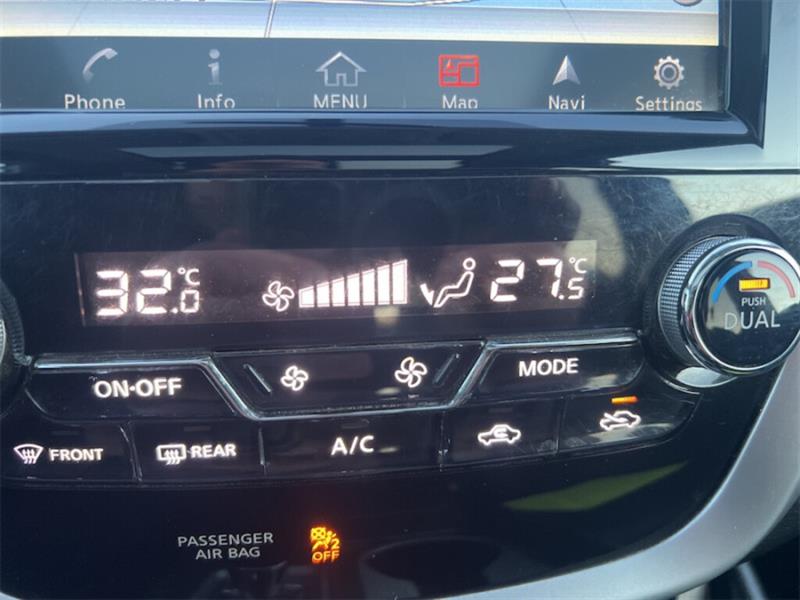 Phone Info MENU Map Navi Settings
32.0°C 27.5°C
PUSH
DUAL
ON·OFF MODE
FRONT REAR A/C
PASSENGER
AIR BAG
2
OFF